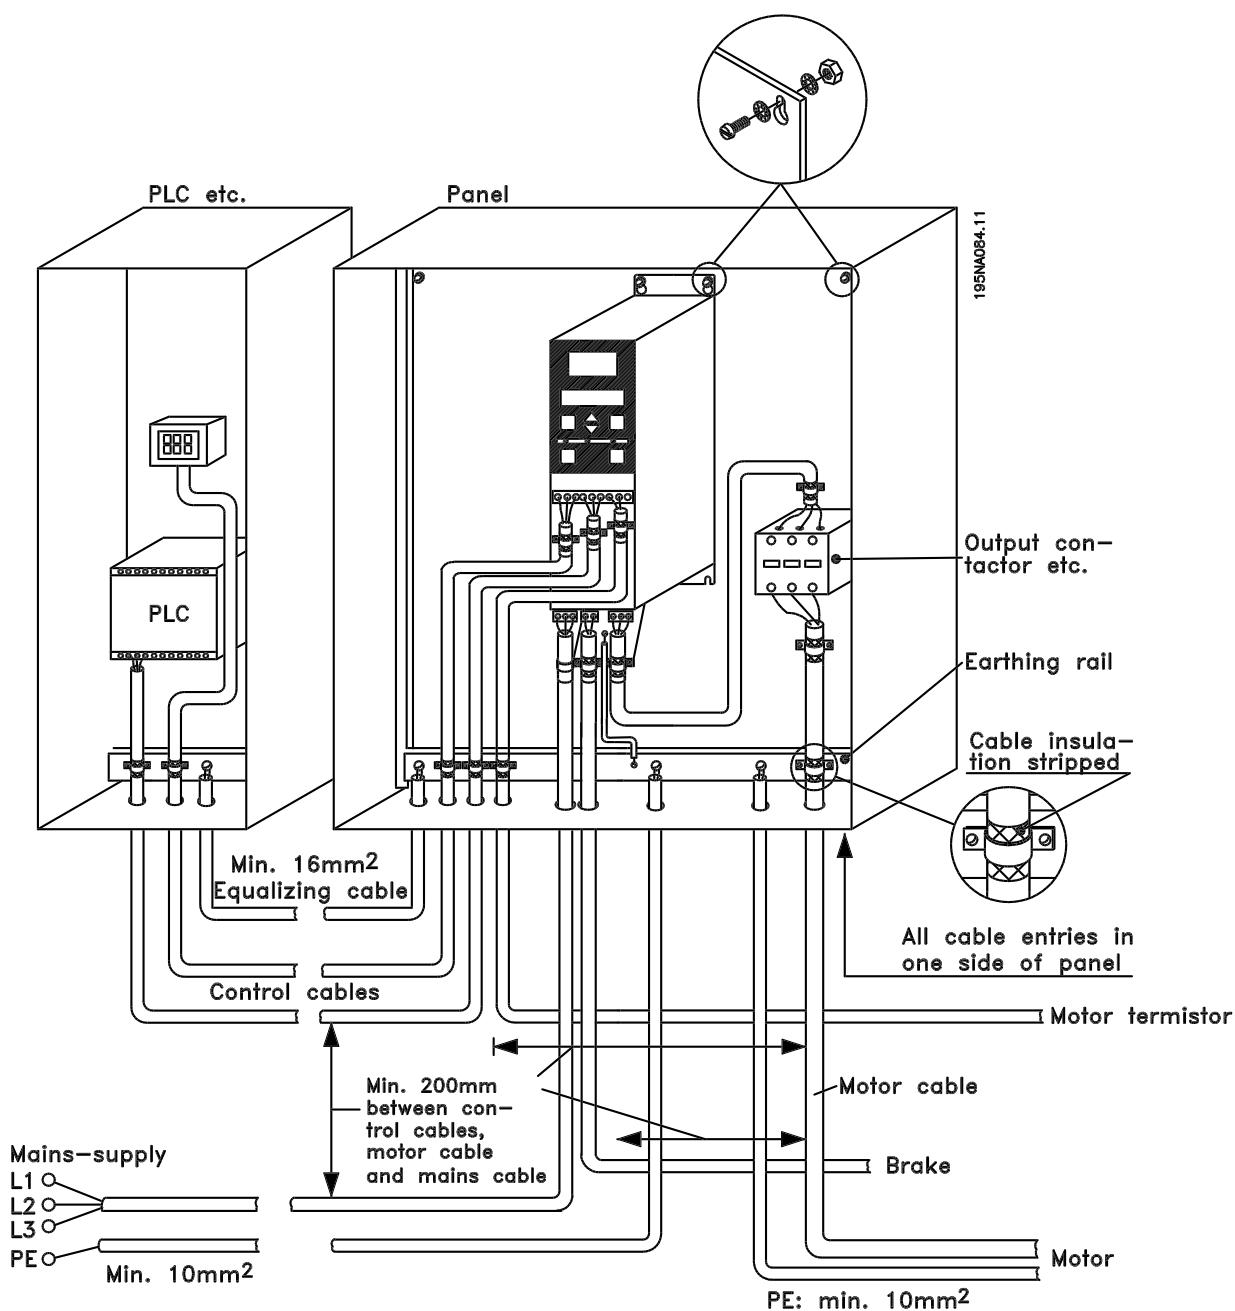 PLC etc.
Panel
195NA084.11
PLC
Output con-
tactor etc.
Earthing rail
Cable insula-
tion stripped
Min. 16mm2
Equalizing cable
All cable entries in
one side of panel
Control cables
Motor termistor
Min. 200mm
between con-
trol cables,
motor cable
and mains cable
Motor cable
Mains-supply
L1
L2
L3
PE
Brake
Min. 10mm2
Motor
PE: min. 10mm2